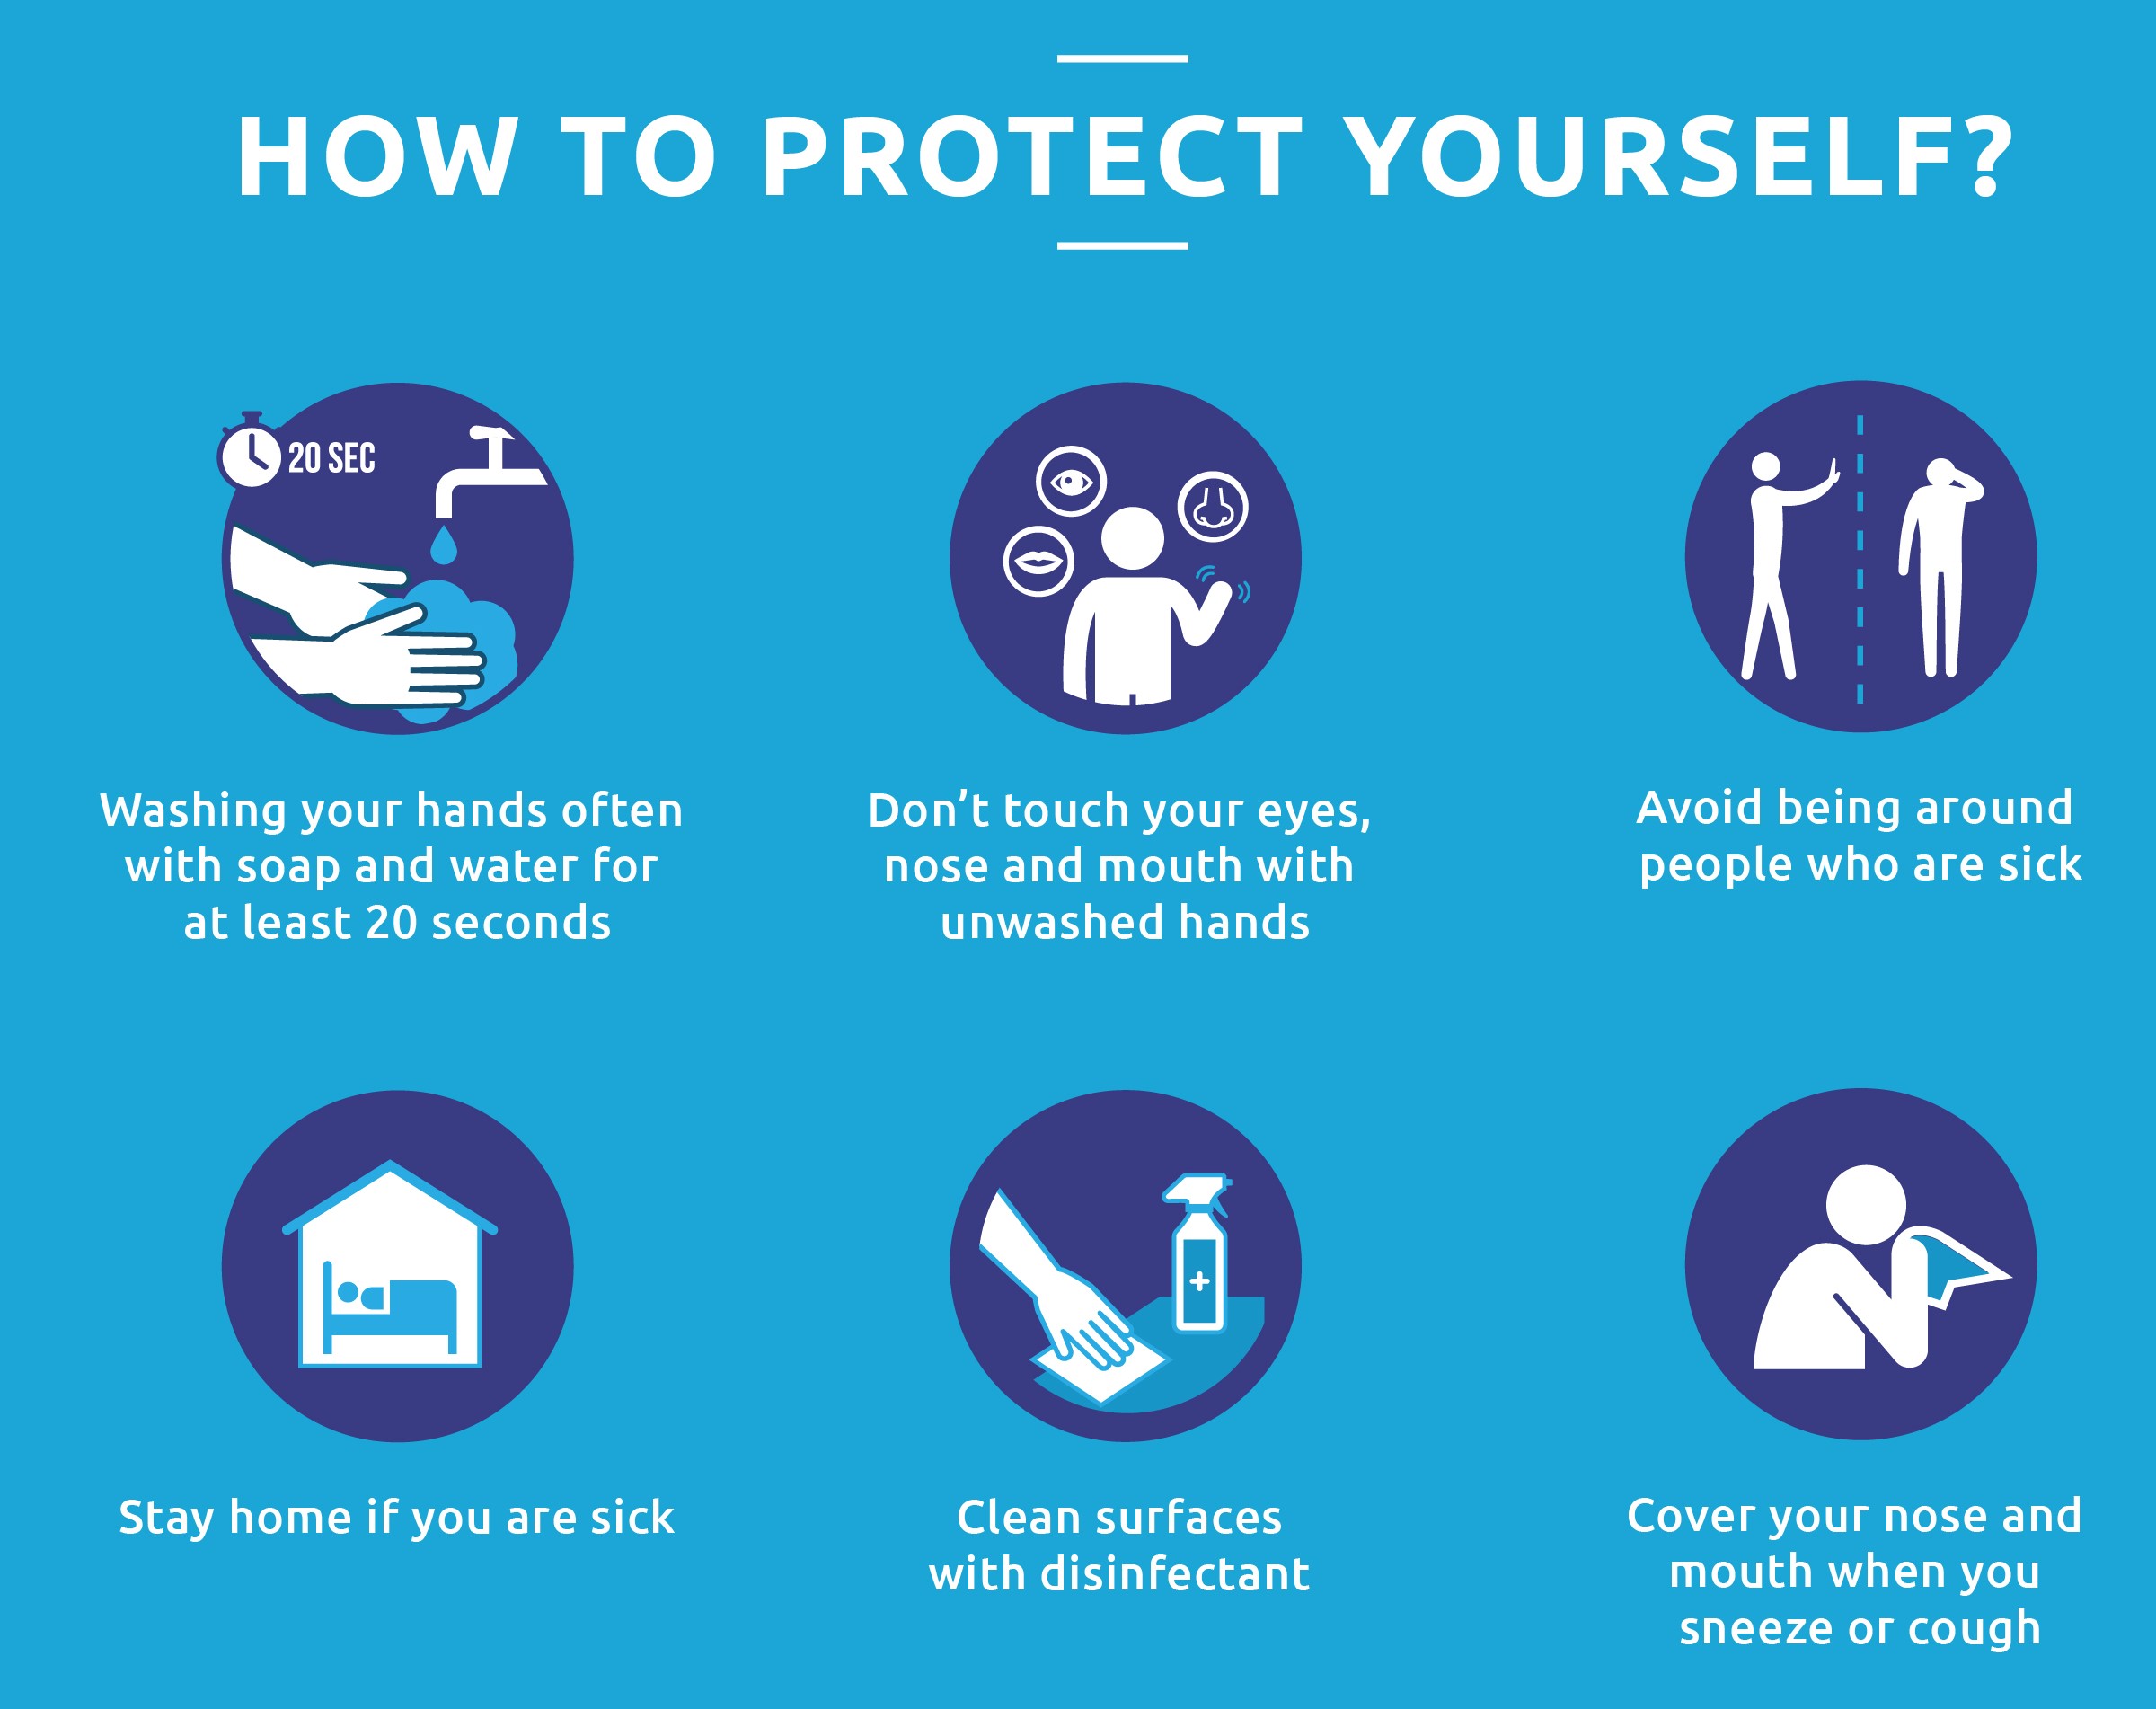 HOW TO PROTECT YOURSELF?
20 SEC
Washing your hands often
with soap and water for
at least 20 seconds
Don’t touch your eyes,
nose and mouth with
unwashed hands
Avoid being around
people who are sick
Stay home if you are sick
Clean surfaces
with disinfectant
Cover your nose and
mouth when you
sneeze or cough